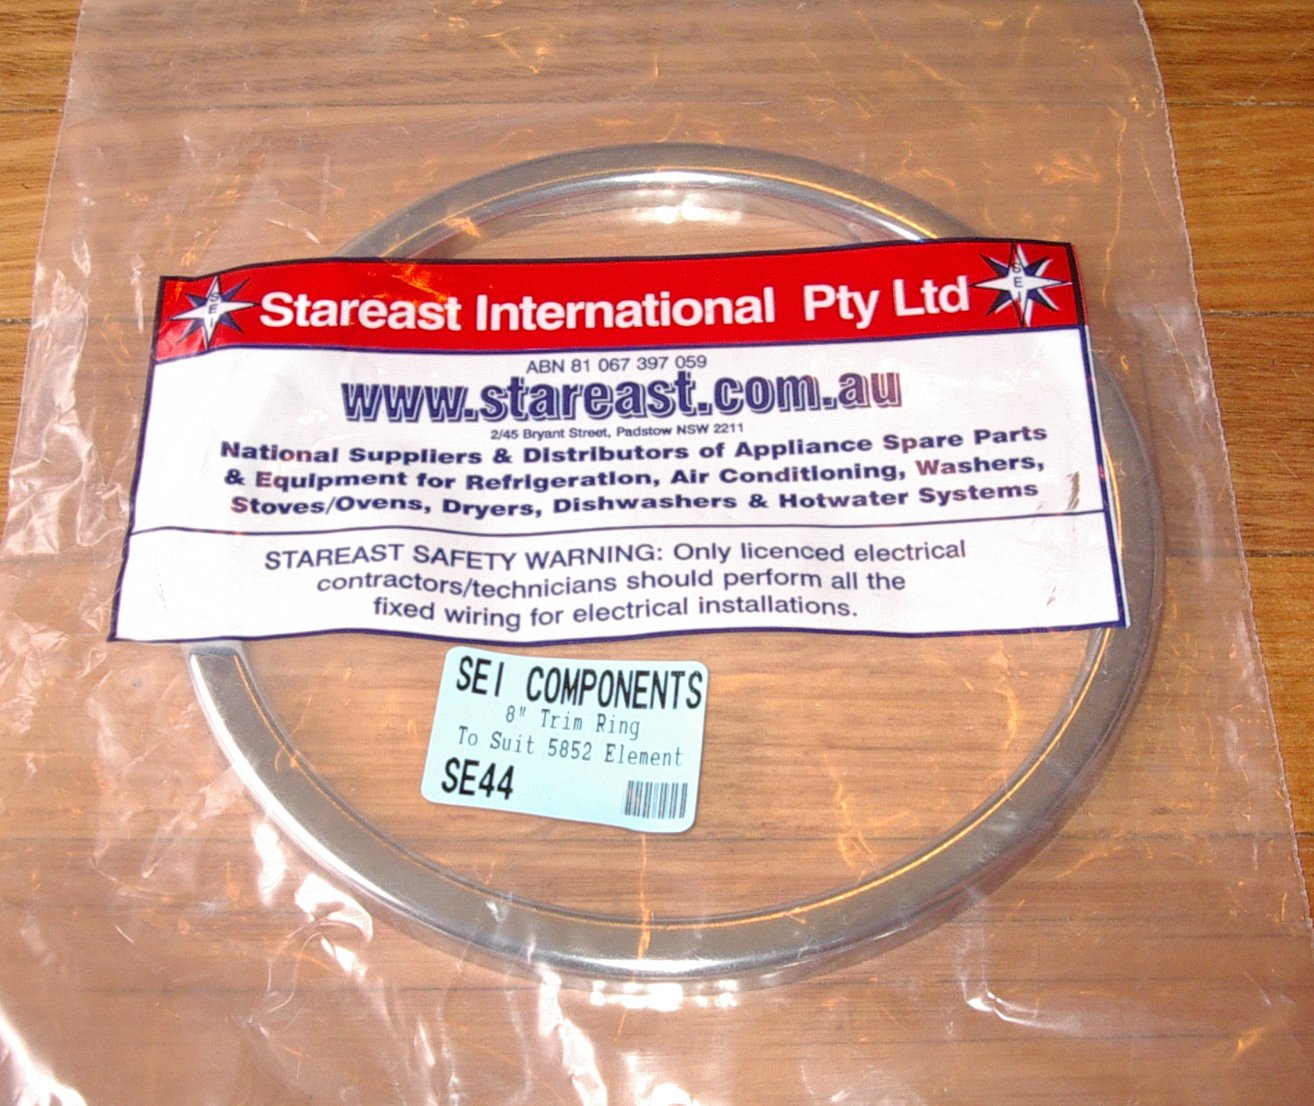 SEI
Stareast International Pty Ltd
SEI
ABN 81 067 397 059
www.stareast.com.au
2/45 Bryant Street, Padstow NSW 2211
National Suppliers & Distributors of Appliance Spare Parts
& Equipment for Refrigeration, Air Conditioning, Washers,
Stoves/Ovens, Dryers, Dishwashers & Hotwater Systems
STAREAST SAFETY WARNING: Only licenced electrical
contractors/technicians should perform all the
fixed wiring for electrical installations.
SEI COMPONENTS
8" Trim Ring
To Suit 5852 Element
SE44